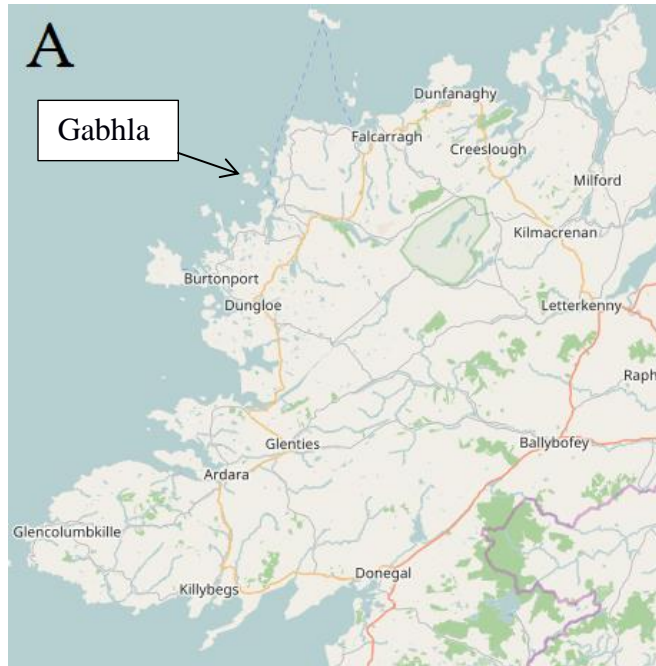 A
Gabhla
Dunfanaghy
Falcarragh
Creeslough
Milford
Kilmacrenan
Burtonport
Dungloe
Letterkenny
Raph
Glenties
Ballybofey
Ardara
Glencolumbkille
Donegal
Killybegs